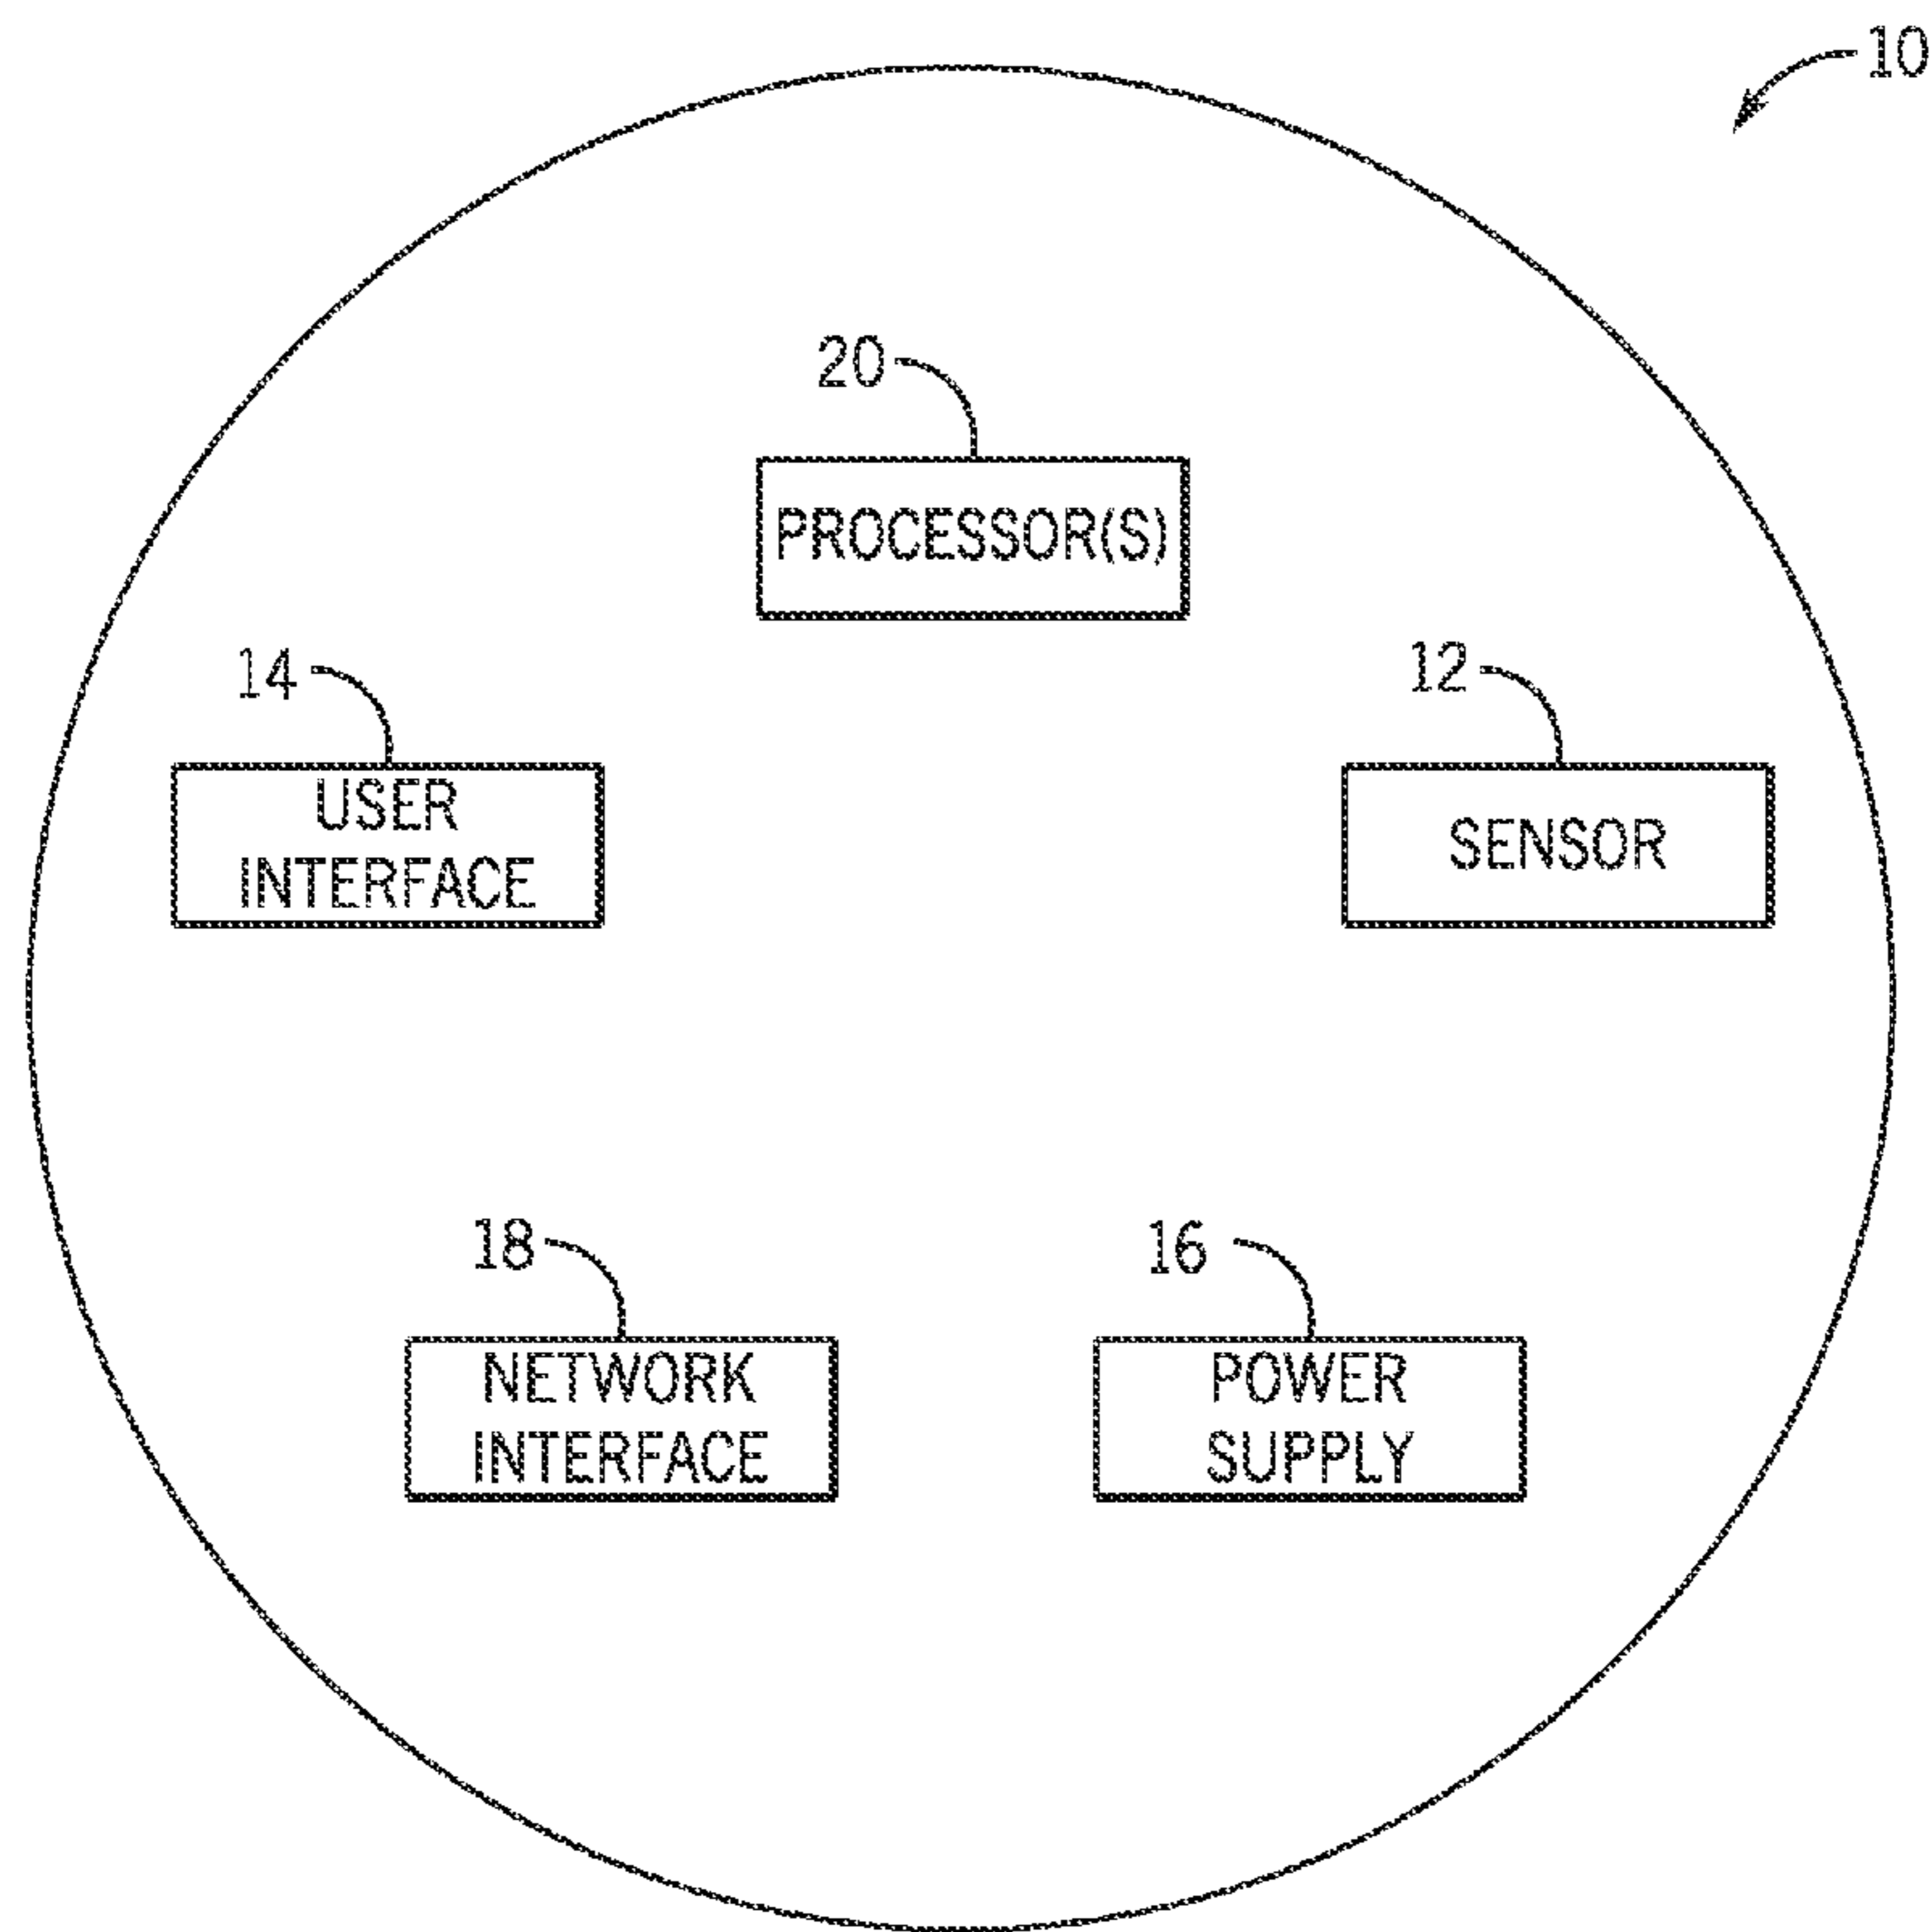 10
20
PROCESSOR(S)
14
USER
INTERFACE
12
SENSOR
18
NETWORK
INTERFACE
16
POWER
SUPPLY